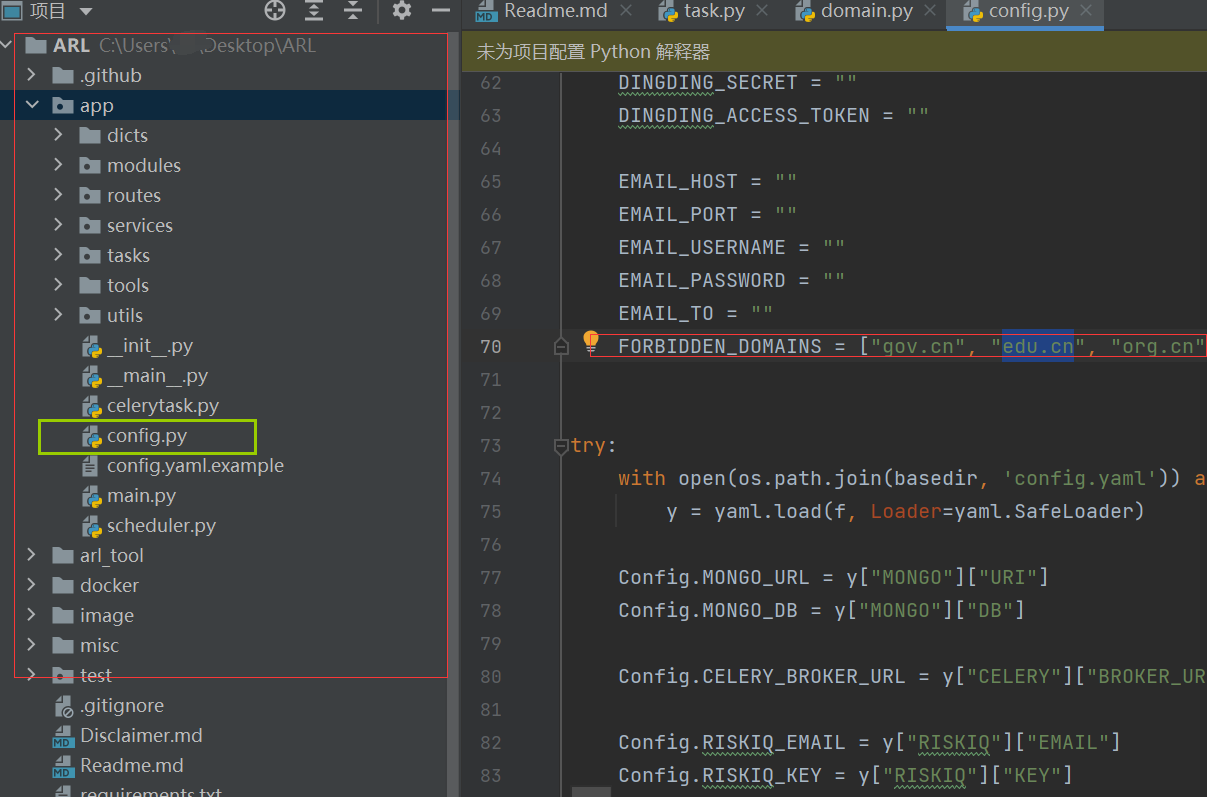 项目
ARL C:\Users\ \Desktop\ARL
.github
app
dicts
modules
routes
services
tasks
tools
utils
__init__.py
__main__.py
celerytask.py
config.py
config.yaml.example
main.py
scheduler.py
arl_tool
docker
image
misc
test
.gitignore
MD Disclaimer.md
MD Readme.md
requirements.txt
MD Readme.md
task.py
domain.py
config.py
未为项目配置 Python 解释器
62 DINGDING_SECRET = ""
63 DINGDING_ACCESS_TOKEN = ""
64
65 EMAIL_HOST = ""
66 EMAIL_PORT = ""
67 EMAIL_USERNAME = ""
68 EMAIL_PASSWORD = ""
69 EMAIL_TO = ""
70 FORBIDDEN_DOMAINS = ["gov.cn", "edu.cn", "org.cn"
71
72
73 try:
74 with open(os.path.join(basedir, 'config.yaml')) a
75 y = yaml.load(f, Loader=yaml.SafeLoader)
76
77 Config.MONGO_URL = y["MONGO"]["URI"]
78 Config.MONGO_DB = y["MONGO"]["DB"]
79
80 Config.CELERY_BROKER_URL = y["CELERY"]["BROKER_UR
81
82 Config.RISKIQ_EMAIL = y["RISKIQ"]["EMAIL"]
83 Config.RISKIQ_KEY = y["RISKIQ"]["KEY"]